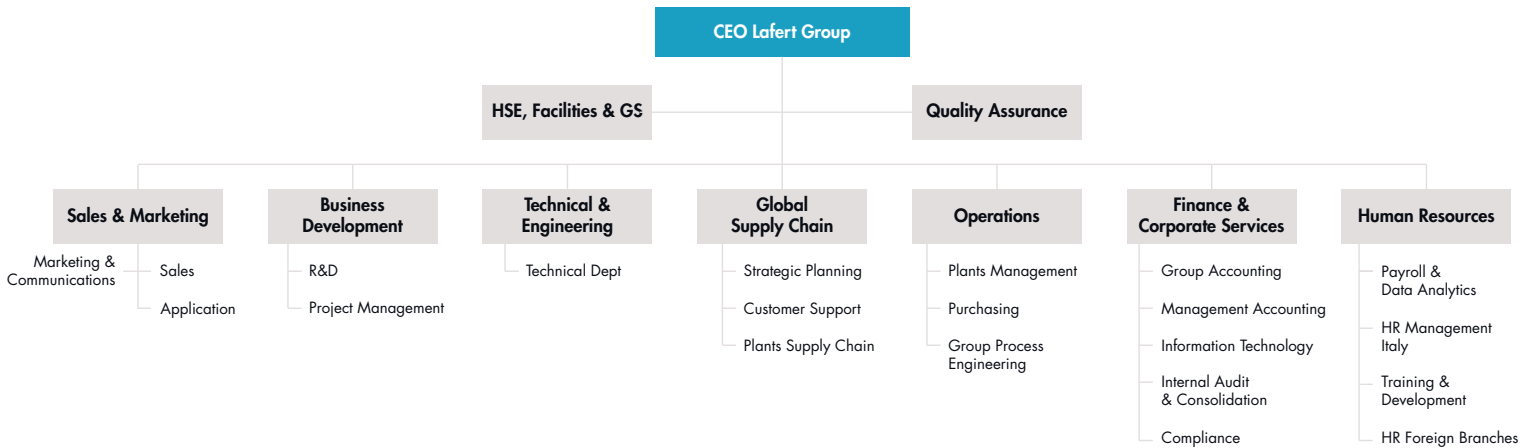 CEO Lafert Group
HSE, Facilities & GS
Quality Assurance
Sales & Marketing
Marketing &
Communications
Sales
Application
Business
Development
R&D
Project Management
Technical &
Engineering
Technical Dept
Global
Supply Chain
Strategic Planning
Customer Support
Plants Supply Chain
Operations
Plants Management
Purchasing
Group Process
Engineering
Finance &
Corporate Services
Group Accounting
Management Accounting
Information Technology
Internal Audit
& Consolidation
Compliance
Human Resources
Payroll &
Data Analytics
HR Management
Italy
Training &
Development
HR Foreign Branches